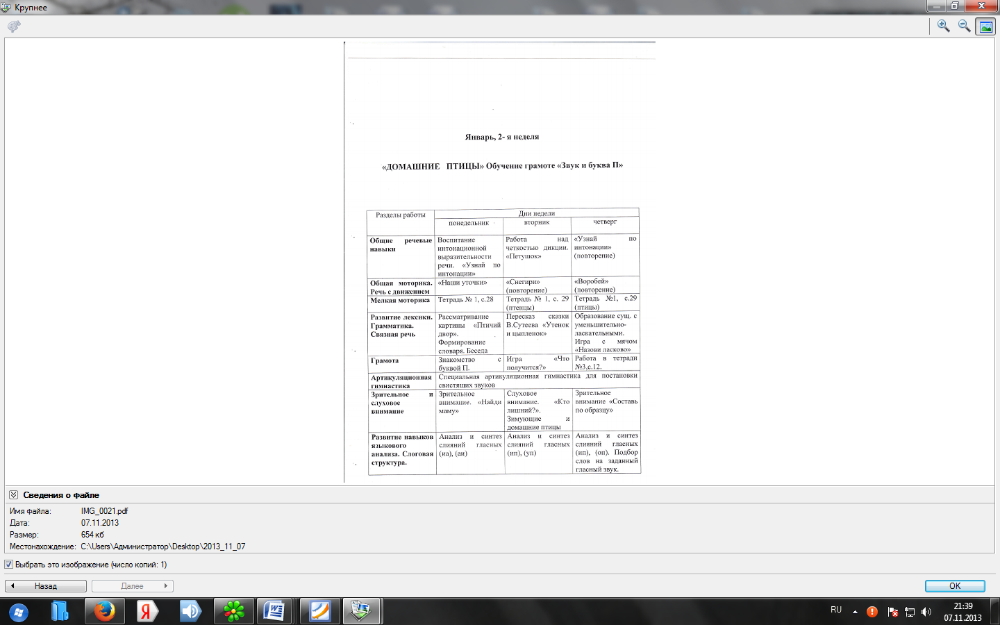 Крупнее
Январь, 2- я неделя
«ДОМАШНИЕ ПТИЦЫ» Обучение грамоте «Звук и буква П»
Разделы работы
Дни недели
понедельник
вторник
четверг
Общие речевые
навыки
Воспитание
интонационной
выразительности
речи. «Узнай по
интонации»
Работа над
четкостью дикции.
«Петушок»
«Узнай по
интонации»
(повторение)
Общая моторика.
Речь с движением
«Наши уточки»
«Снегири»
(повторение)
«Воробей»
(повторение)
Мелкая моторика
Тетрадь № 1, с.28
Тетрадь № 1, с. 29
(птенцы)
Тетрадь №1, с.29
(птицы)
Развитие лексики.
Грамматика.
Связная речь
Рассматривание
картины «Птичий
двор».
Формирование
словаря. Беседа
Пересказ сказки
В.Сутеева «Утенок
и цыпленок»
Образование сущ. с
уменьшительно-
ласкательными.
Игра с мячом
«Назови ласково»
Грамота
Знакомство с
буквой П.
Игра «Что
получится?»
Работа в тетради
№3,с.12.
Артикуляционная
гимнастика
Специальная артикуляционная гимнастика для постановки
свистящих звуков
Зрительное и
слуховое
внимание
Зрительное
внимание. «Найди
маму»
Слуховое
внимание. «Кто
лишний?».
Зимующие и
домашние птицы
Зрительное
внимание «Составь
по образцу»
Развитие навыков
языкового
анализа. Слоговая
структура.
Анализ и синтез
слияний гласных
(иа), (аи)
Анализ и синтез
слияний гласных
(ип), (уп)
Анализ и синтез
слияний гласных
(ип), (оп). Подбор
слов на заданный
гласный звук.
Сведения о файле
Имя файла: IMG_0021.pdf
Дата: 07.11.2013
Размер: 654 кб
Местонахождение: C:\Users\Администратор\Desktop\2013_11_07
Выбрать это изображение (число копий: 1)
Назад
Далее
OK
Я
W
RU
21:39
07.11.2013